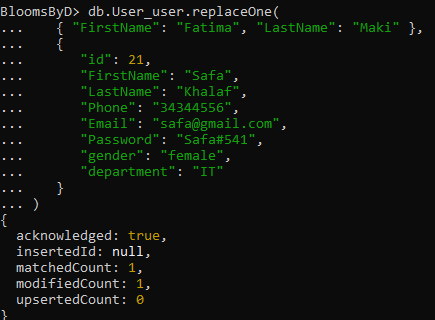 BloomsByD> db.User_user.replaceOne(
...     { "FirstName": "Fatima", "LastName": "Maki" },
...     {
...        "id": 21,
...        "FirstName": "Safa",
...        "LastName": "Khalaf",
...        "Phone": "34344556",
...        "Email": "safa@gmail.com",
...        "Password": "Safa#541",
...        "gender": "female",
...        "department": "IT"
...     }
... )
{
  acknowledged: true,
  insertedId: null,
  matchedCount: 1,
  modifiedCount: 1,
  upsertedCount: 0
}